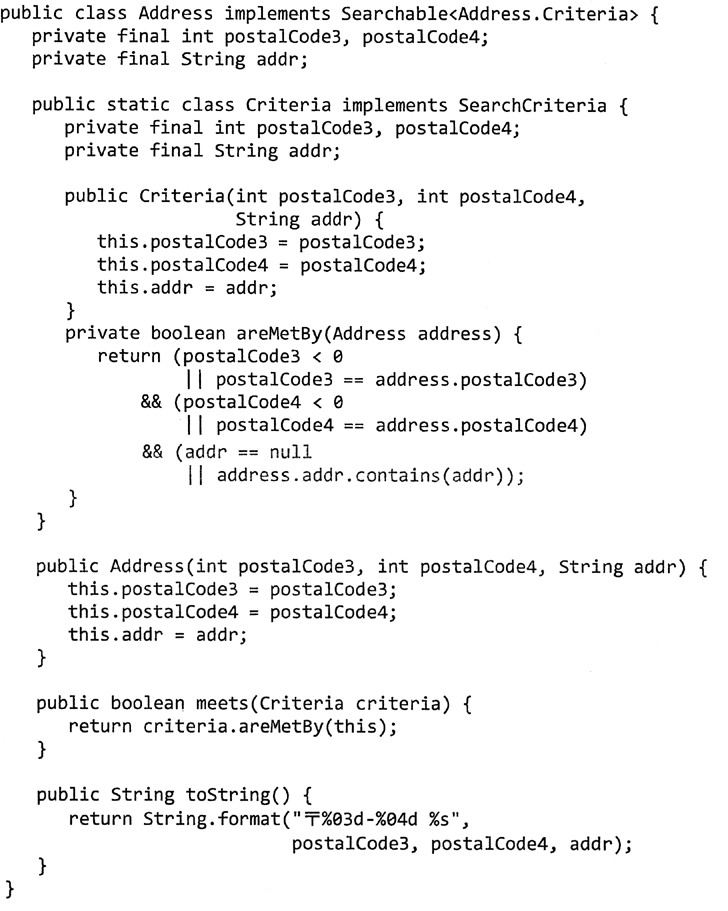 public class Address implements Searchable<Address.Criteria> {
   private final int postalCode3, postalCode4;
   private final String addr;

   public static class Criteria implements SearchCriteria {
      private final int postalCode3, postalCode4;
      private final String addr;

      public Criteria(int postalCode3, int postalCode4,
                      String addr) {
         this.postalCode3 = postalCode3;
         this.postalCode4 = postalCode4;
         this.addr = addr;
      }
      private boolean areMetBy(Address address) {
         return (postalCode3 < 0
                 || postalCode3 == address.postalCode3)
             && (postalCode4 < 0
                 || postalCode4 == address.postalCode4)
             && (addr == null
                 || address.addr.contains(addr));
      }
   }

   public Address(int postalCode3, int postalCode4, String addr) {
      this.postalCode3 = postalCode3;
      this.postalCode4 = postalCode4;
      this.addr = addr;
   }

   public boolean meets(Criteria criteria) {
      return criteria.areMetBy(this);
   }

   public String toString() {
      return String.format("〒%03d-%04d %s",
                           postalCode3, postalCode4, addr);
   }
}